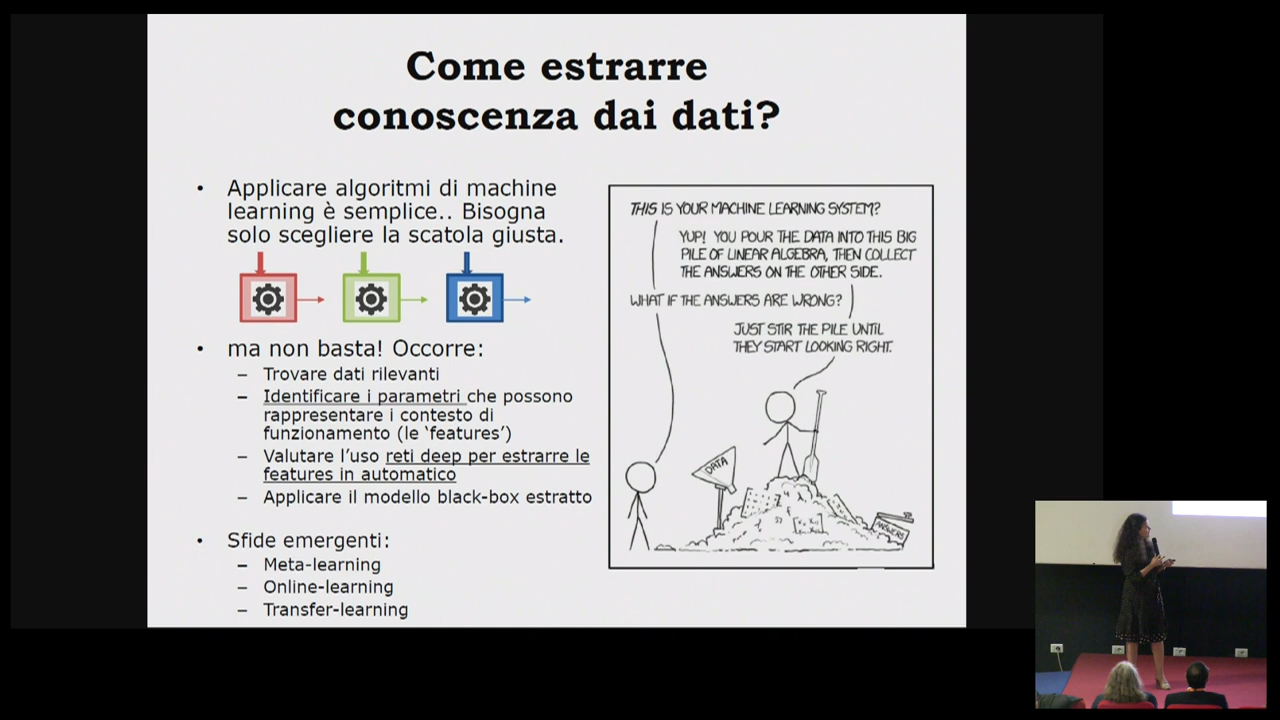 Come estrarre
conoscenza dai dati?
• Applicare algoritmi di machine
learning è semplice.. Bisogna
solo scegliere la scatola giusta.
• ma non basta! Occorre:
– Trovare dati rilevanti
– Identificare i parametri che possono
rappresentare i contesto di
funzionamento (le ‘features’)
– Valutare l’uso reti deep per estrarre le
features in automatico
– Applicare il modello black-box estratto
• Sfide emergenti:
– Meta-learning
– Online-learning
– Transfer-learning
THIS IS YOUR MACHINE LEARNING SYSTEM?
YUP! YOU POUR THE DATA INTO THIS BIG
PILE OF LINEAR ALGEBRA, THEN COLLECT
THE ANSWERS ON THE OTHER SIDE.
WHAT IF THE ANSWERS ARE WRONG?
JUST STIR THE PILE UNTIL
THEY START LOOKING RIGHT.
DATA
ANSWERS